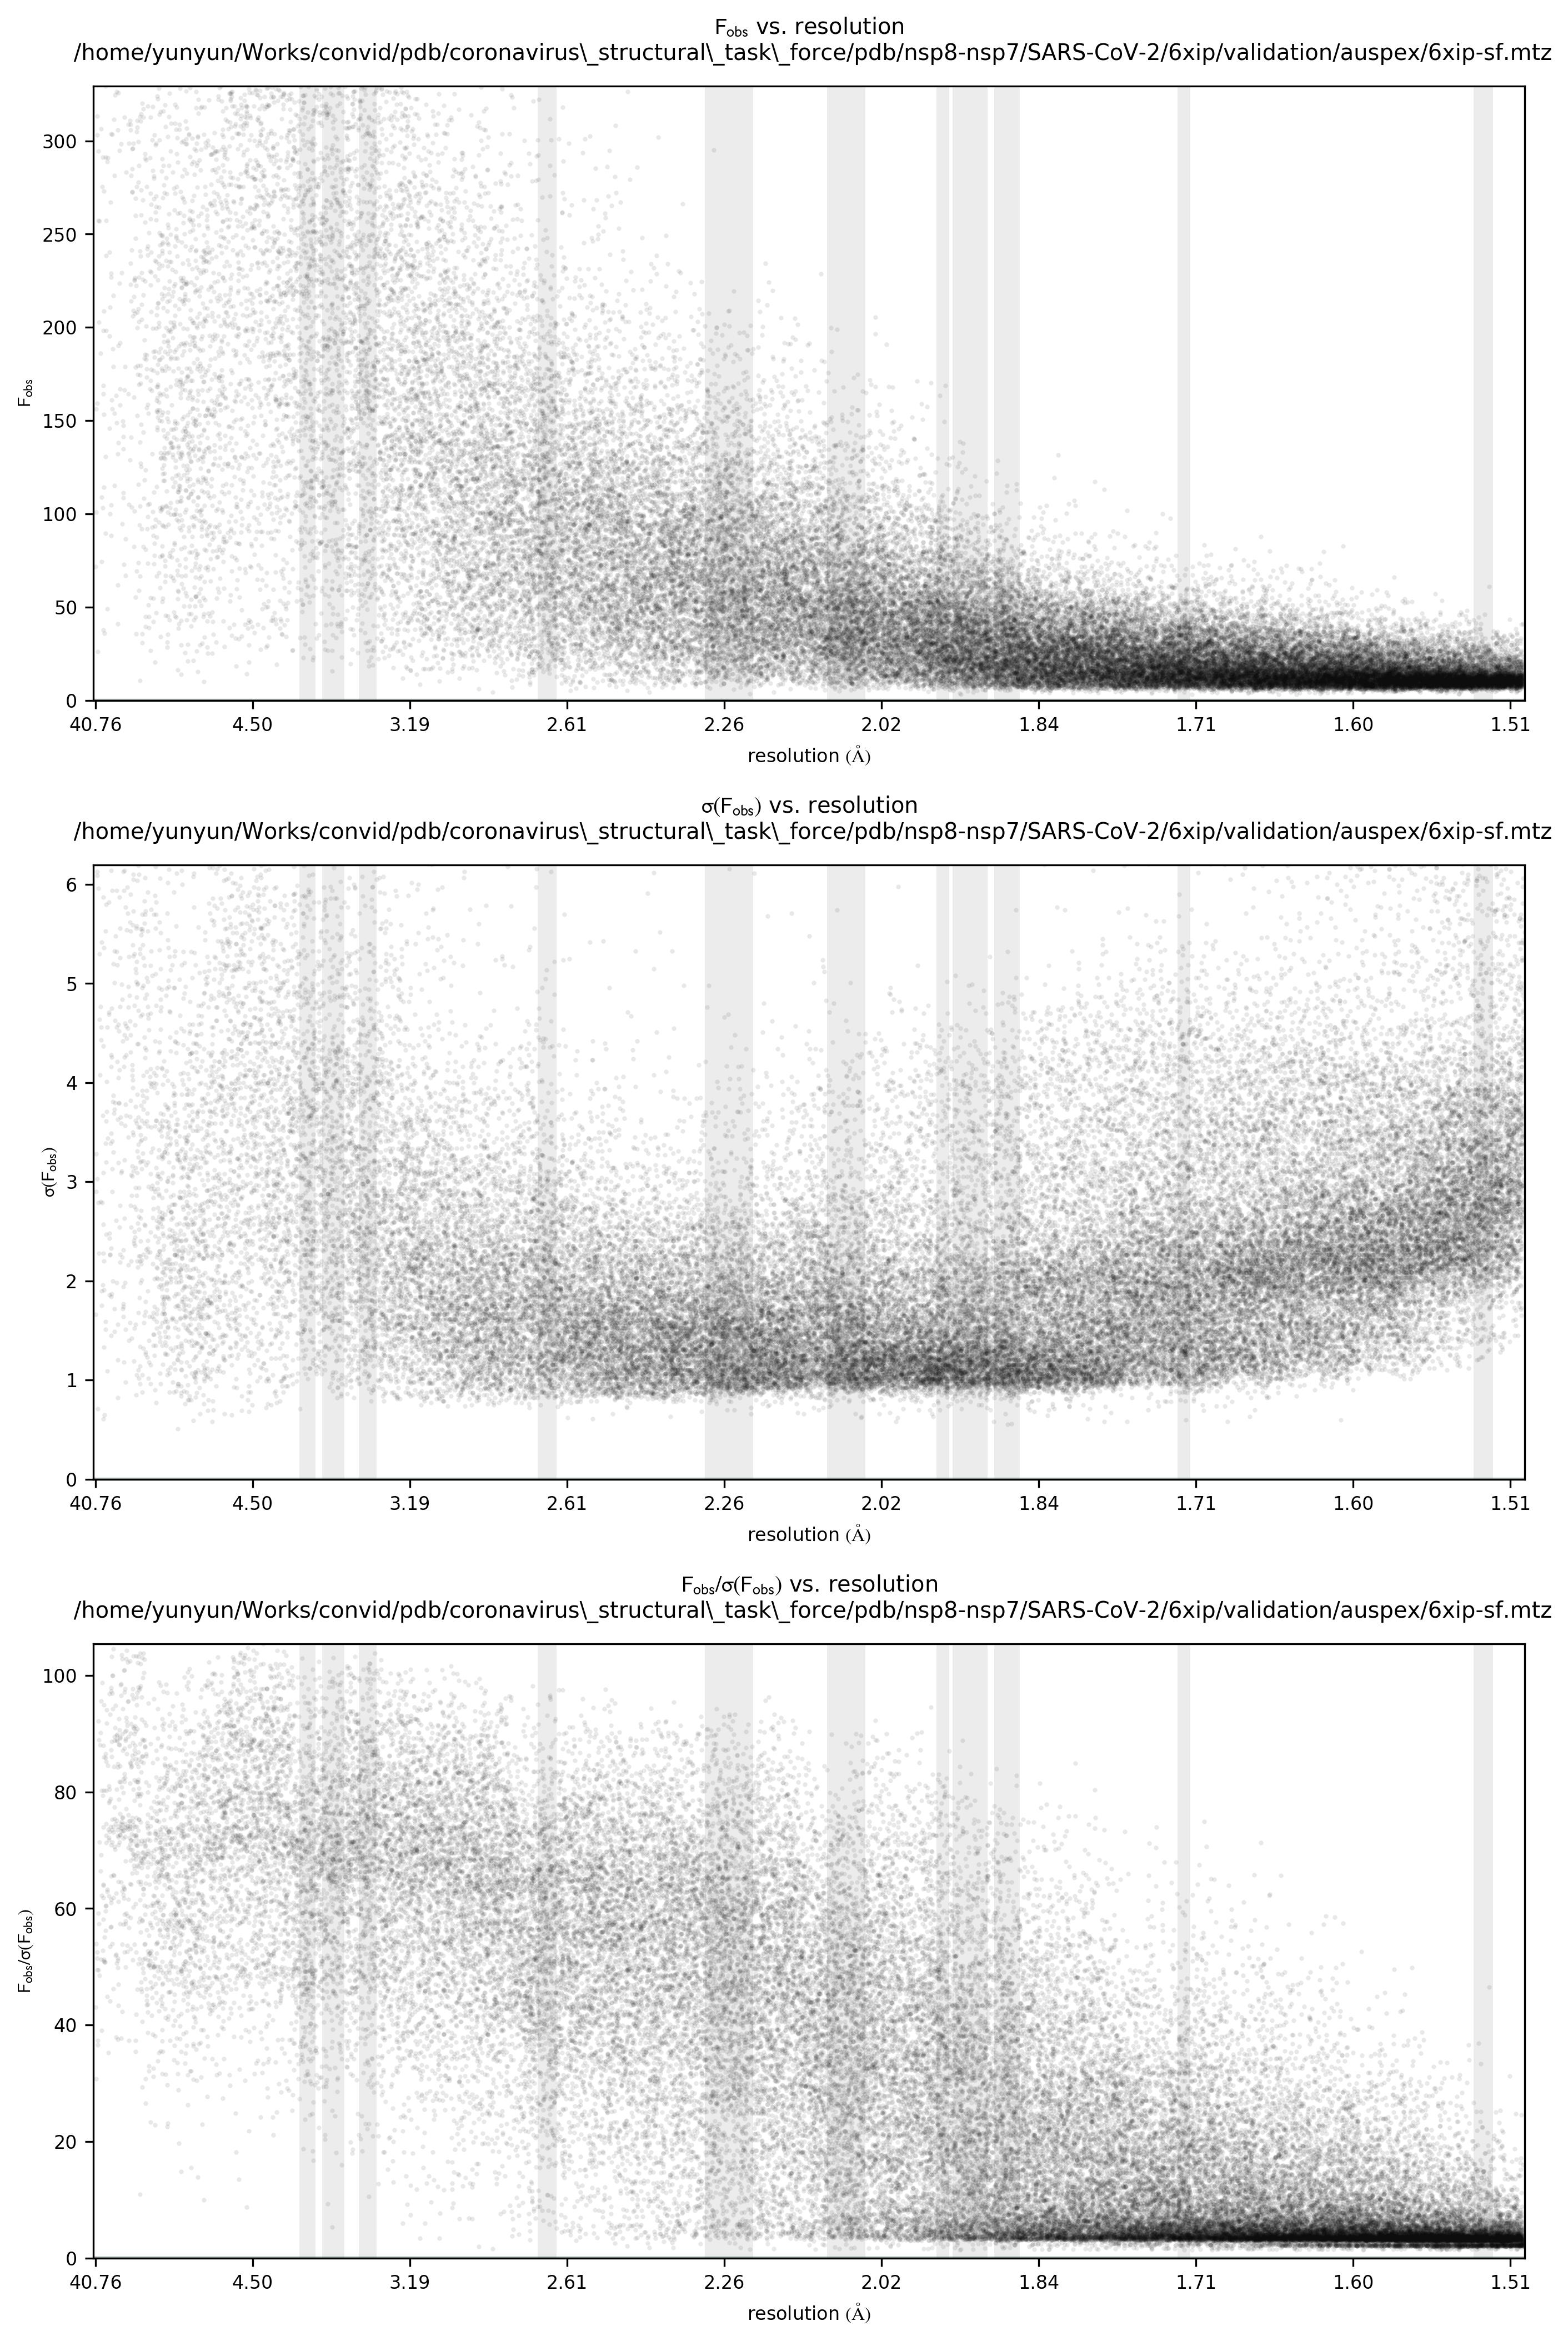 Fobs vs. resolution
/home/yunyun/Works/convid/pdb/coronavirus\_structural\_task\_force/pdb/nsp8-nsp7/SARS-CoV-2/6xip/validation/auspex/6xip-sf.mtz
300
250
200
150
100
50
0
Fobs
40.76 4.50 3.19 2.61 2.26 2.02 1.84 1.71 1.60 1.51
resolution (Å)
σ(Fobs) vs. resolution
/home/yunyun/Works/convid/pdb/coronavirus\_structural\_task\_force/pdb/nsp8-nsp7/SARS-CoV-2/6xip/validation/auspex/6xip-sf.mtz
6
5
4
3
2
1
0
σ(Fobs)
40.76 4.50 3.19 2.61 2.26 2.02 1.84 1.71 1.60 1.51
resolution (Å)
Fobs/σ(Fobs) vs. resolution
/home/yunyun/Works/convid/pdb/coronavirus\_structural\_task\_force/pdb/nsp8-nsp7/SARS-CoV-2/6xip/validation/auspex/6xip-sf.mtz
100
80
60
40
20
0
Fobs/σ(Fobs)
40.76 4.50 3.19 2.61 2.26 2.02 1.84 1.71 1.60 1.51
resolution (Å)